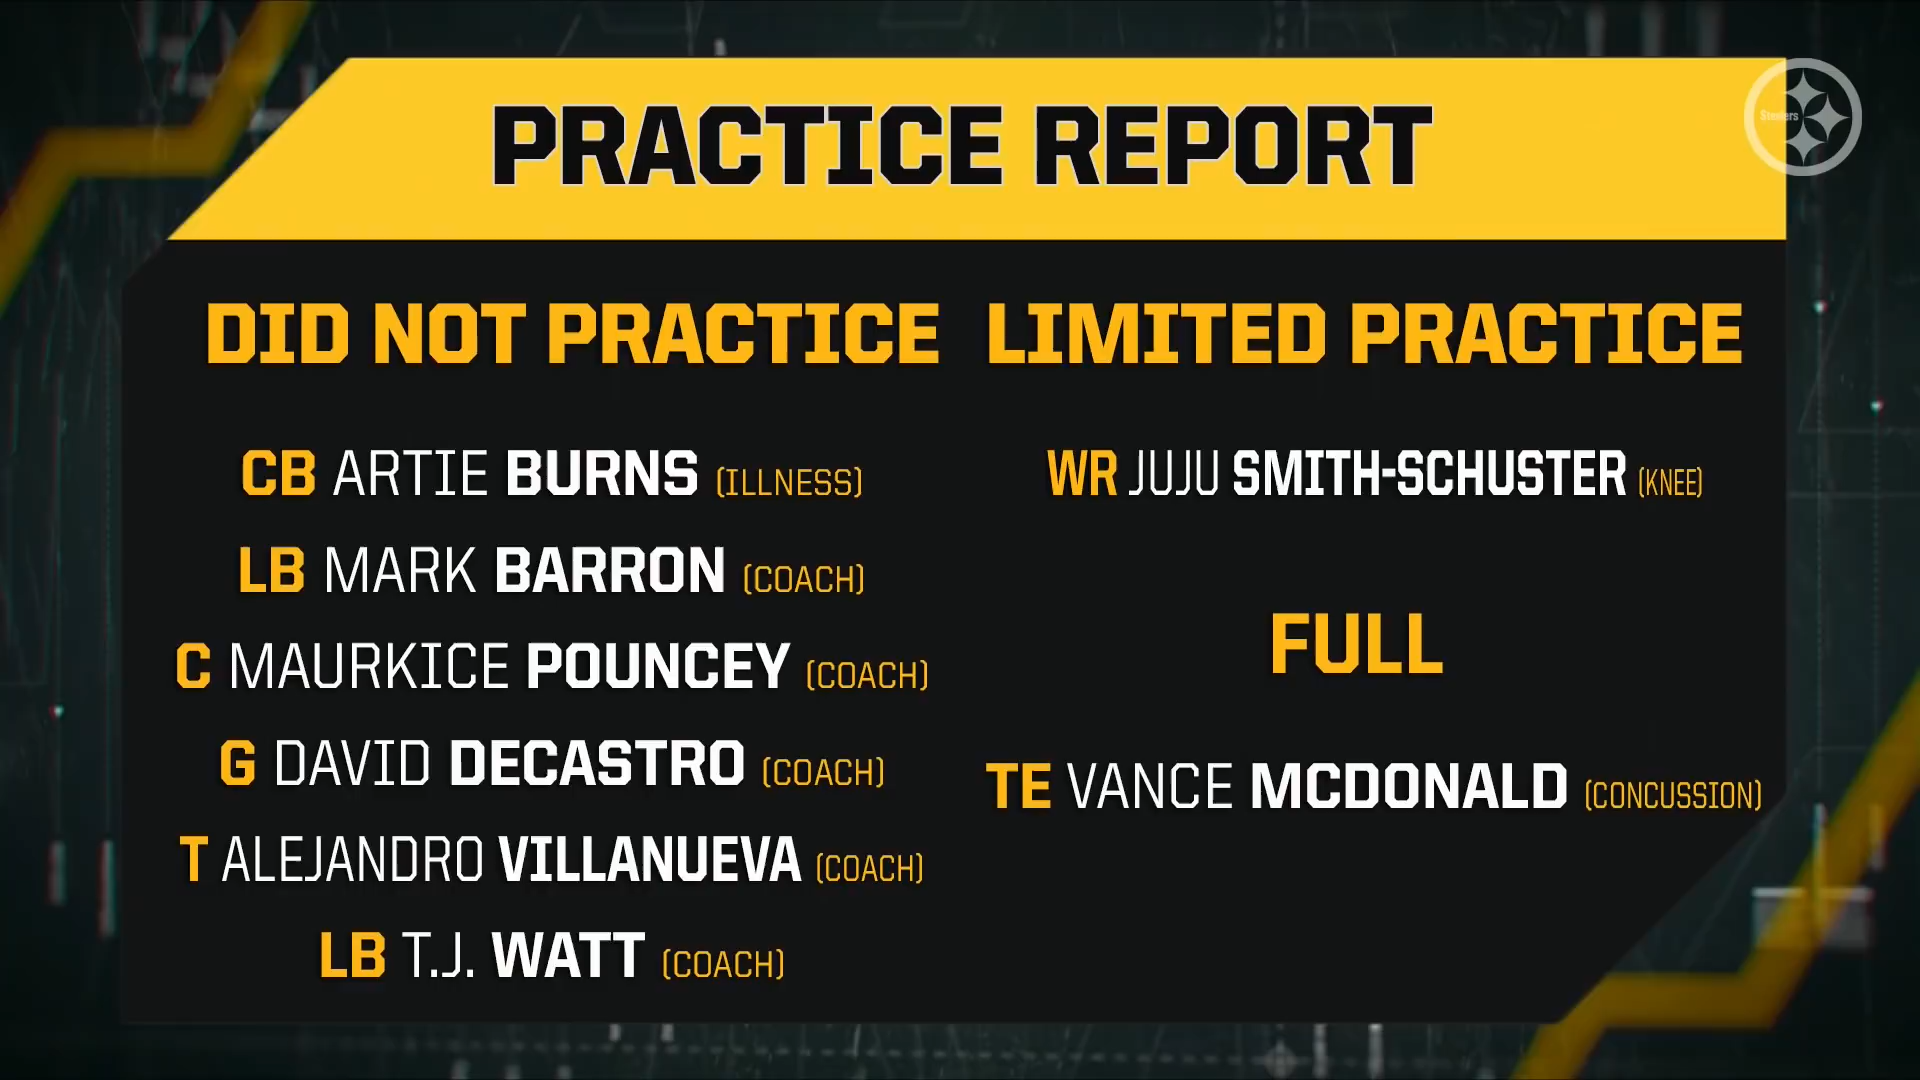 PRACTICE REPORT
Steelers
DID NOT PRACTICE
CB ARTIE BURNS (ILLNESS)
LB MARK BARRON (COACH)
C MAURKICE POUNCEY (COACH)
G DAVID DECASTRO (COACH)
T ALEJANDRO VILLANUEVA (COACH)
LB T.J. WATT (COACH)
LIMITED PRACTICE
WR JUJU SMITH-SCHUSTER (KNEE)
FULL
TE VANCE MCDONALD (CONCUSSION)